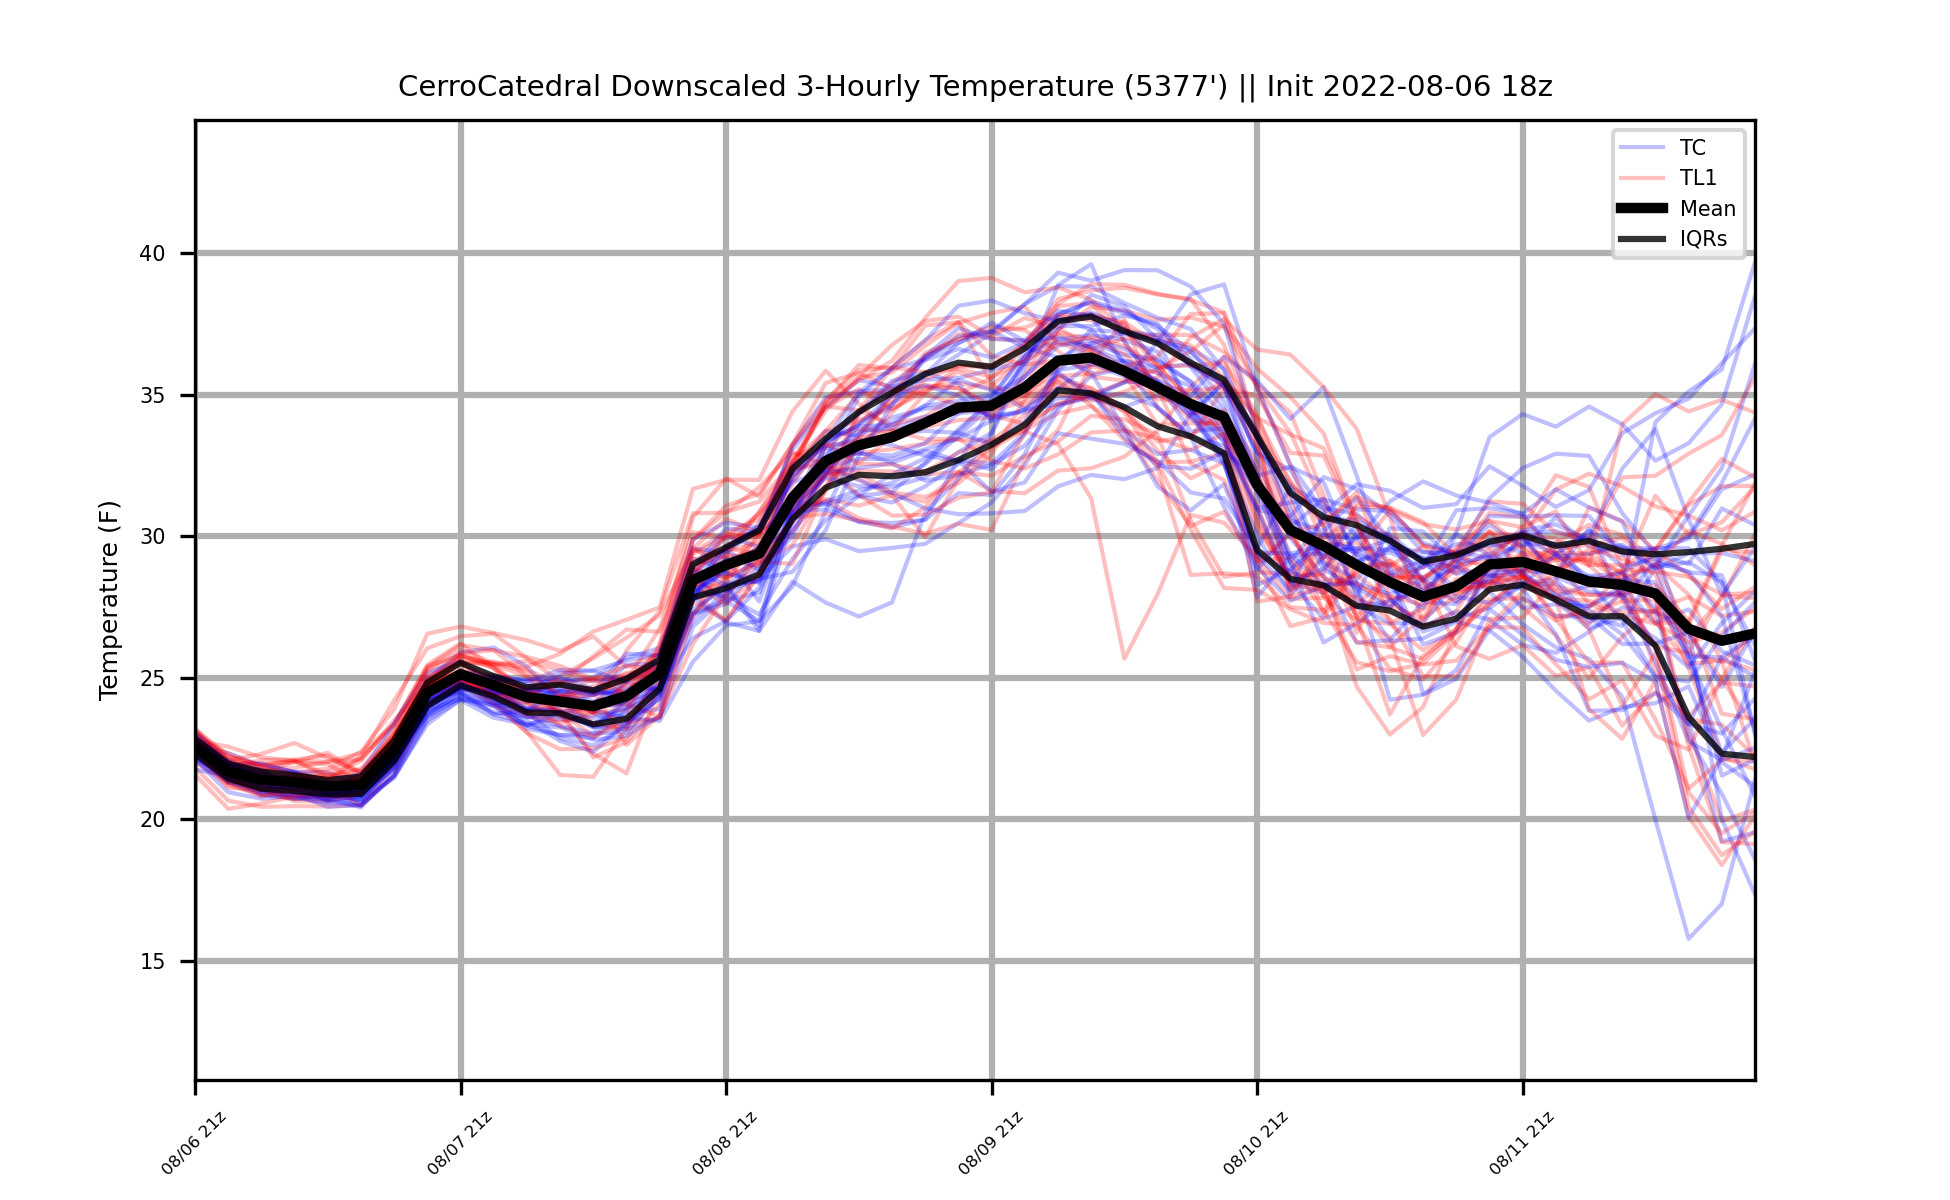 CerroCatedral Downscaled 3-Hourly Temperature (5377') || Init 2022-08-06 18z
TC
TL1
Mean
IQRs
Temperature (F)
40
35
30
25
20
15
08/06 21z
08/07 21z
08/08 21z
08/09 21z
08/10 21z
08/11 21z